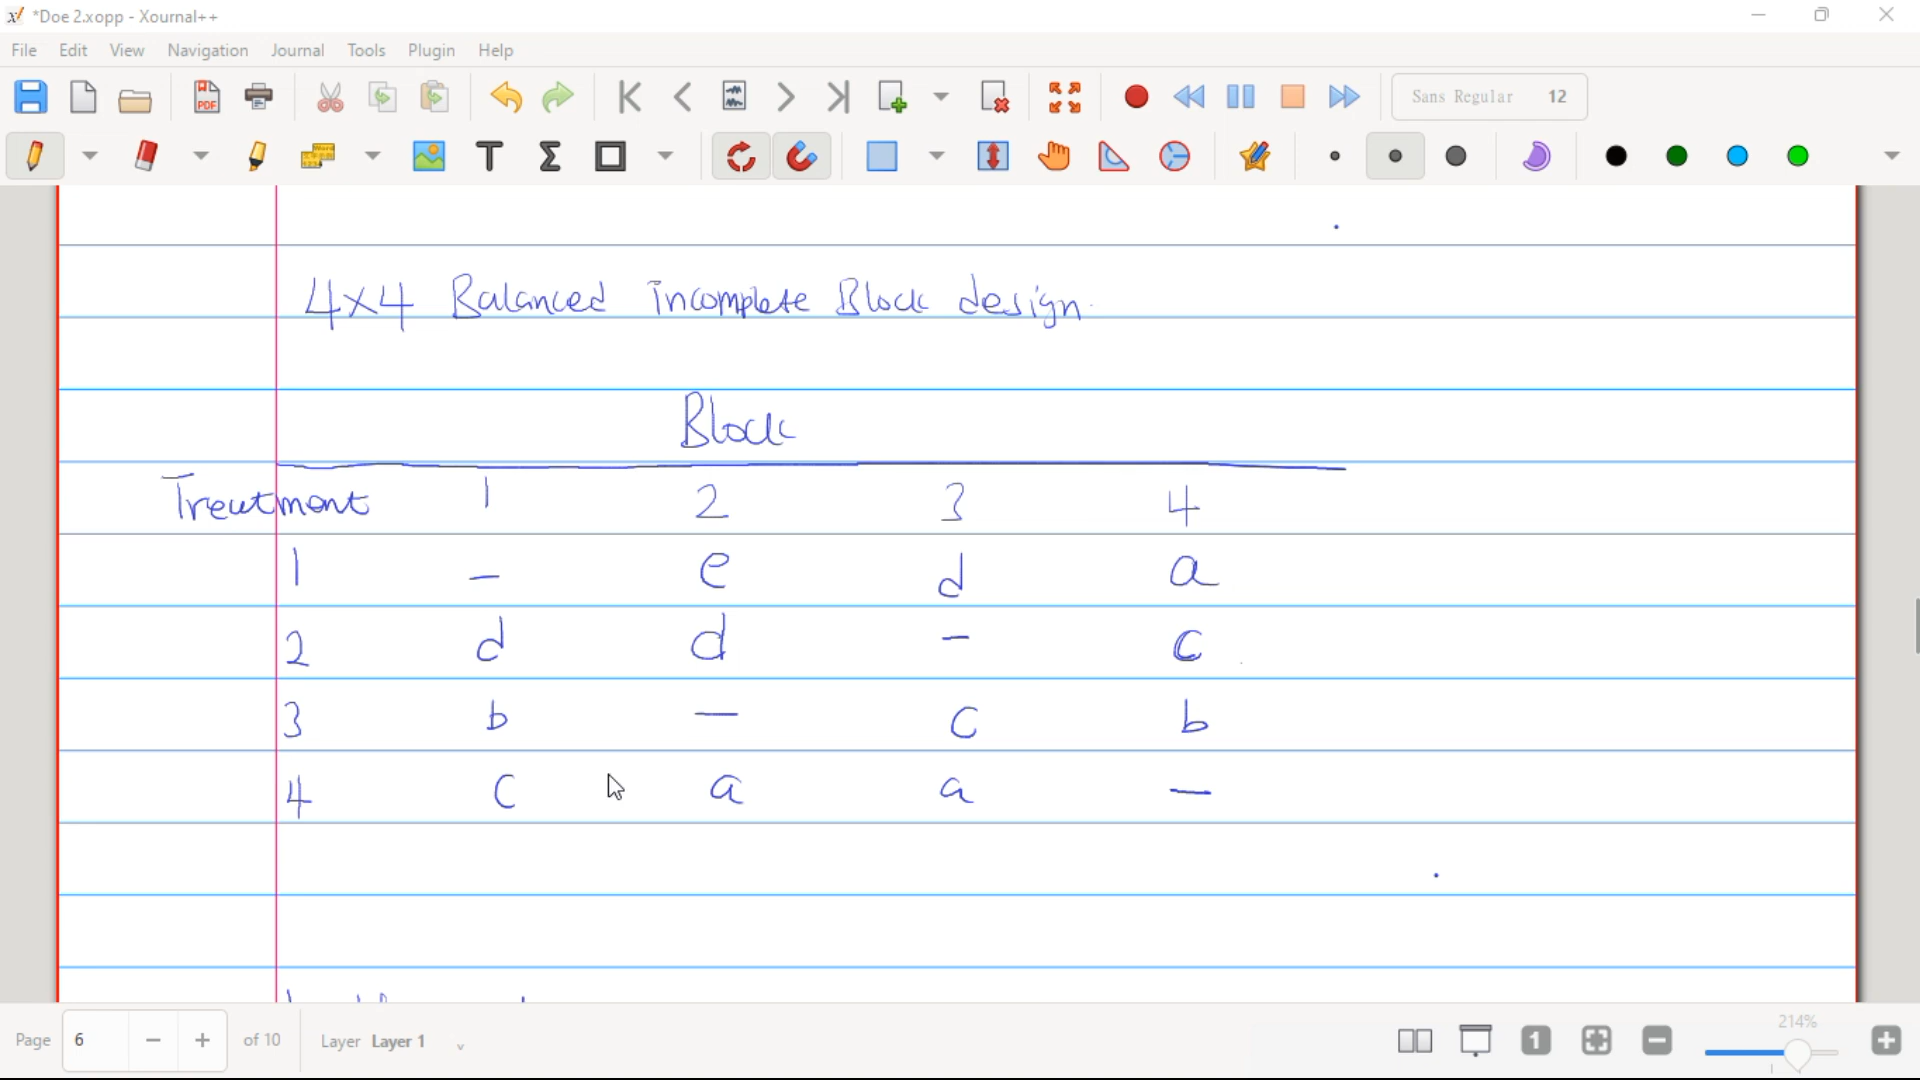 *Doe 2.xopp - Xournal++
File Edit View Navigation Journal Tools Plugin Help
Sans Regular 12
4x4 Balanced incomplete Block design.
Block
Treatment 1 2 3 4
1 - e d a
2 d d - c
3 b - c b
4 c a a -
Page 6 of 10 Layer Layer 1 214%